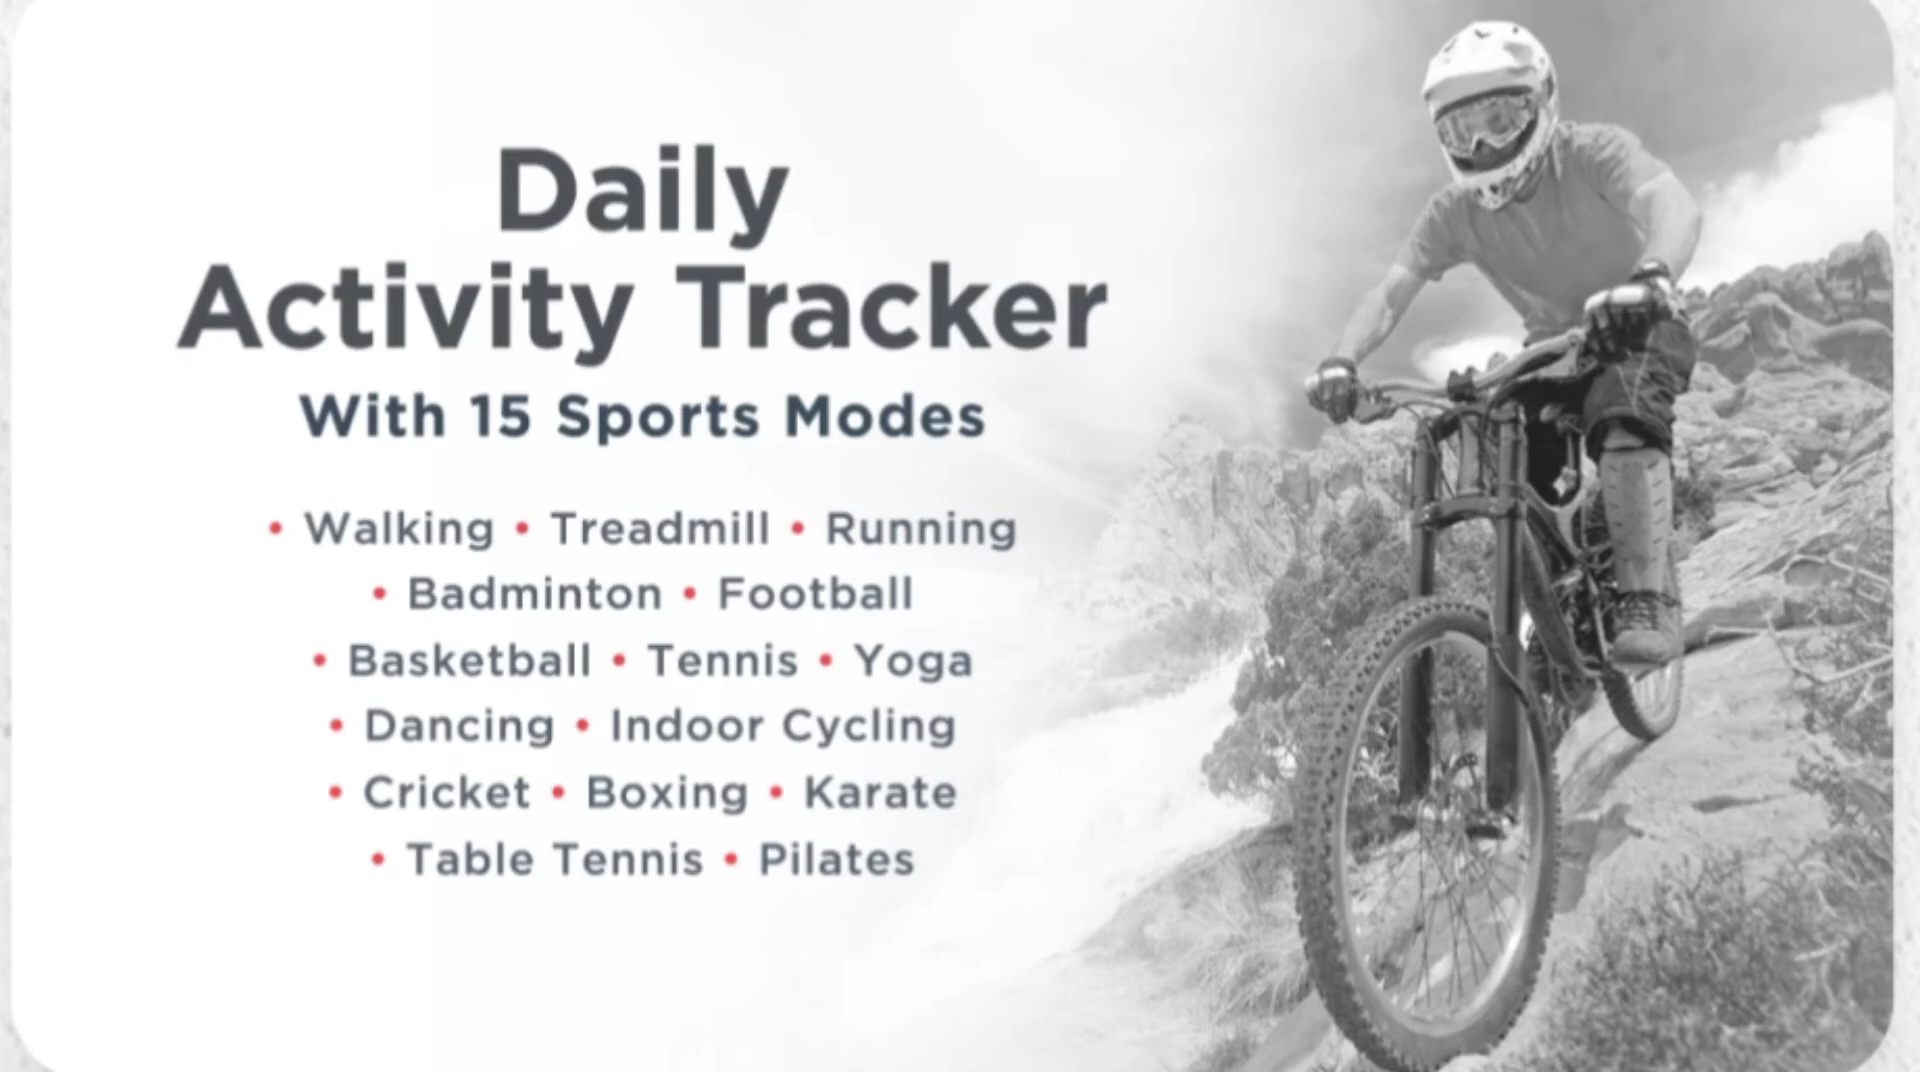 Daily
Activity Tracker
With 15 Sports Modes
• Walking • Treadmill • Running
• Badminton • Football
• Basketball • Tennis • Yoga
• Dancing • Indoor Cycling
• Cricket • Boxing • Karate
• Table Tennis • Pilates